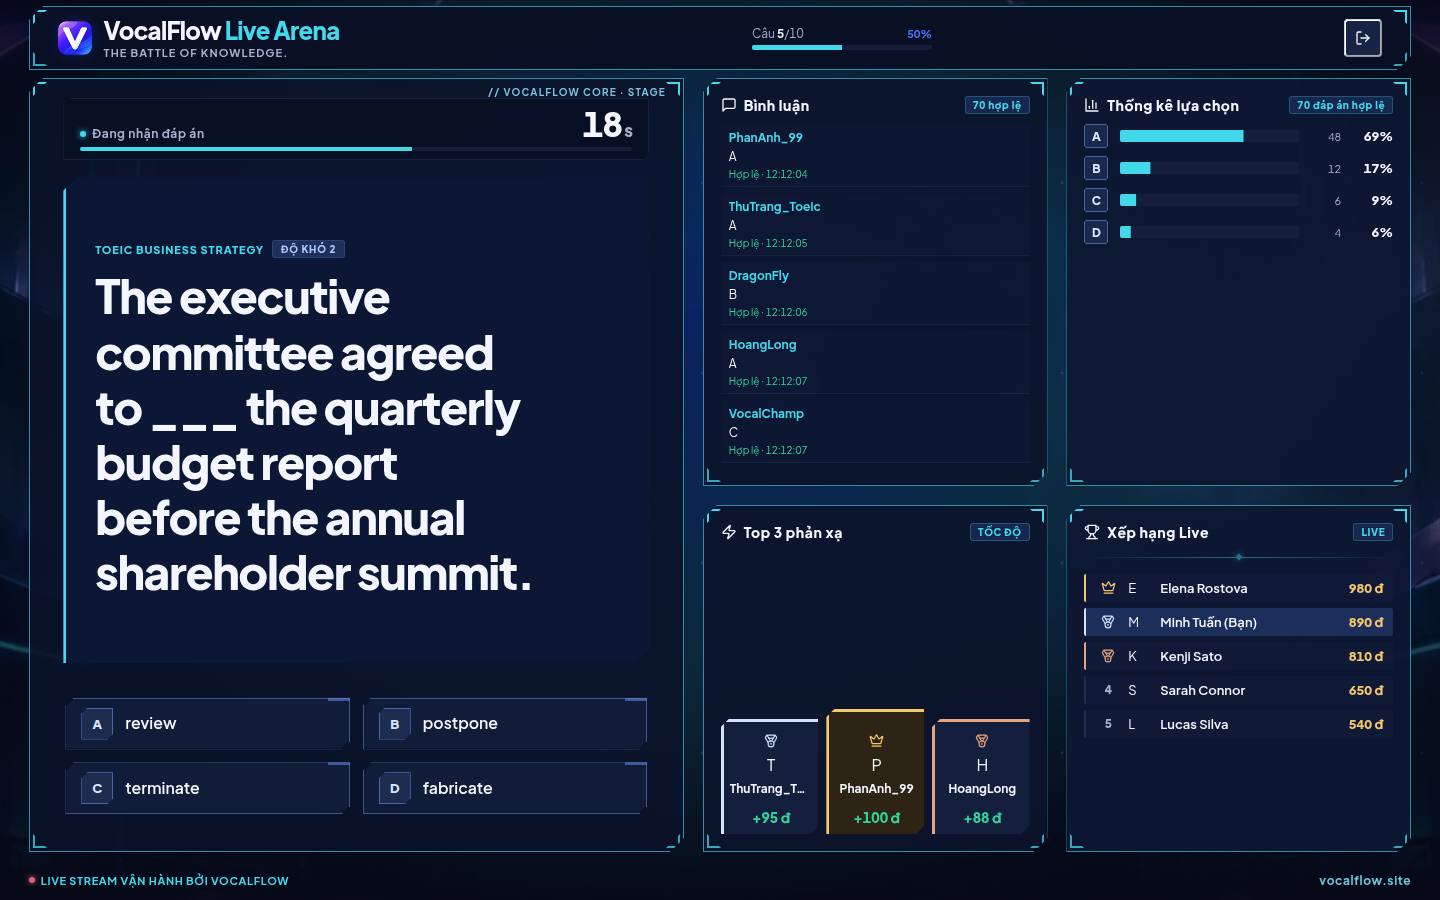 VocalFlow Live Arena
THE BATTLE OF KNOWLEDGE.
Câu 5/10
50%
// VOCALFLOW CORE · STAGE
Đang nhận đáp án
18s
TOEIC BUSINESS STRATEGY
ĐỘ KHÓ 2
The executive
committee agreed
to ___ the quarterly
budget report
before the annual
shareholder summit.
A review
B postpone
C terminate
D fabricate
Bình luận
70 hợp lệ
PhanAnh_99
A
Hợp lệ · 12:12:04
ThuTrang_Toeic
A
Hợp lệ · 12:12:05
DragonFly
B
Hợp lệ · 12:12:06
HoangLong
A
Hợp lệ · 12:12:07
VocalChamp
C
Hợp lệ · 12:12:07
Thống kê lựa chọn
70 đáp án hợp lệ
A 48 69%
B 12 17%
C 6 9%
D 4 6%
Top 3 phản xạ
TỐC ĐỘ
T
ThuTrang_T...
+95 đ
P
PhanAnh_99
+100 đ
H
HoangLong
+88 đ
Xếp hạng Live
LIVE
E Elena Rostova 980 đ
M Minh Tuấn (Bạn) 890 đ
K Kenji Sato 810 đ
4 S Sarah Connor 650 đ
5 L Lucas Silva 540 đ
LIVE STREAM VẬN HÀNH BỞI VOCALFLOW
vocalflow.site